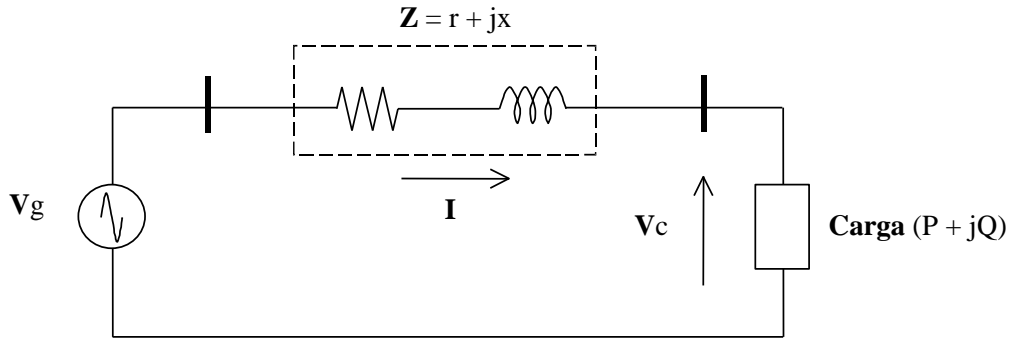 Z = r + jx
Vg
I
Vc
Carga (P + jQ)